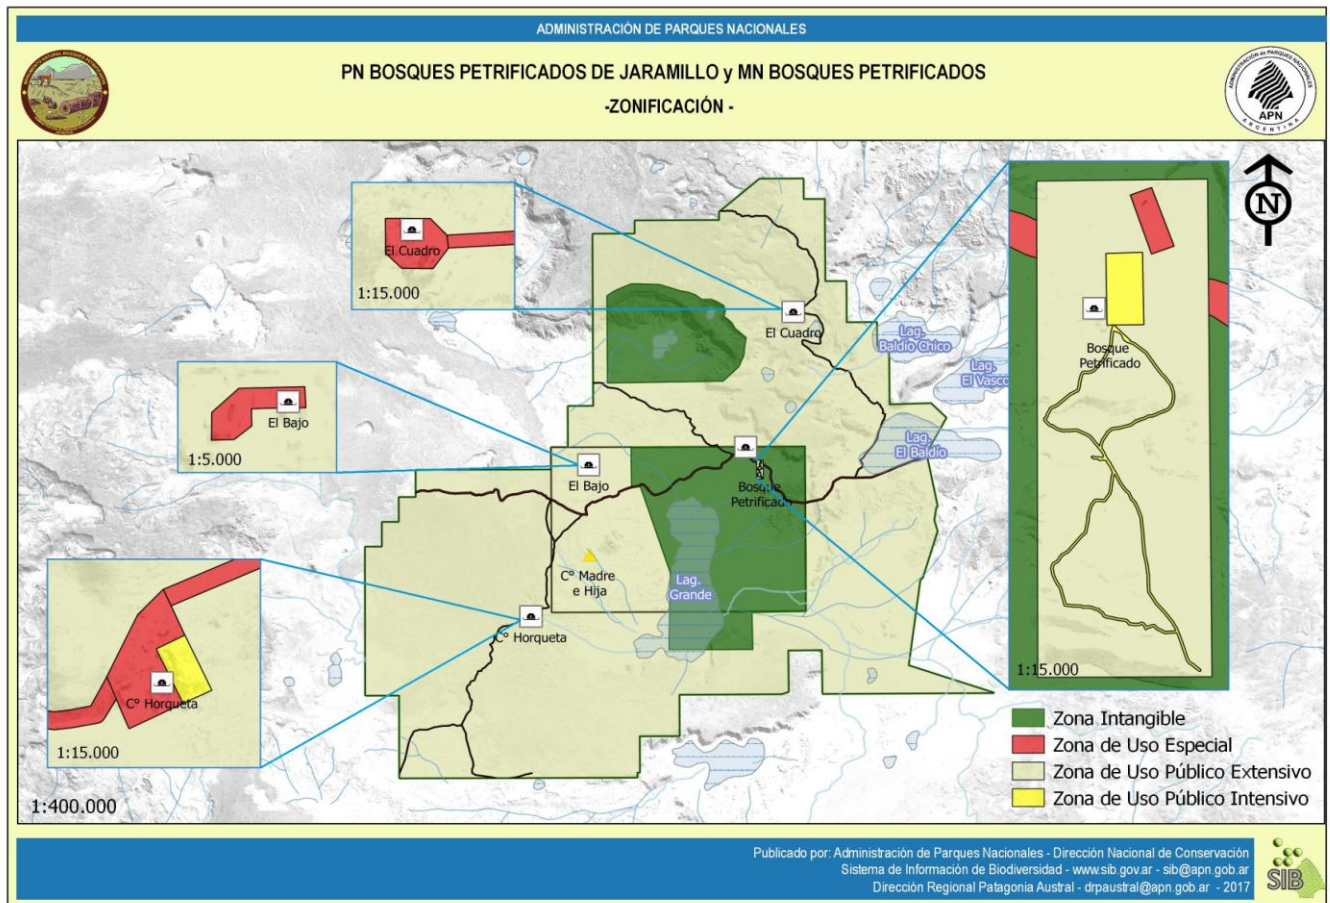 ADMINISTRACIÓN DE PARQUES NACIONALES
PN BOSQUES PETRIFICADOS DE JARAMILLO y MN BOSQUES PETRIFICADOS
-ZONIFICACIÓN -
ADMINISTRACIÓN de PARQUES NACIONALES
APN
ARGENTINA
N
El Cuadro
1:15.000
El Cuadro
Lag.
Baldío Chico
Lag.
El Vasco
Lag.
El Baldío
El Bajo
1:5.000
El Bajo
Bosque
Petrificado
C° Madre
e Hija
Lag.
Grande
C° Horqueta
C° Horqueta
1:15.000
Bosque
Petrificado
1:15.000
1:400.000
Zona Intangible
Zona de Uso Especial
Zona de Uso Público Extensivo
Zona de Uso Público Intensivo
Publicado por: Administración de Parques Nacionales - Dirección Nacional de Conservación
Sistema de Información de Biodiversidad - www.sib.gov.ar - sib@apn.gob.ar
Dirección Regional Patagonia Austral - drpaustral@apn.gob.ar - 2017
SIB